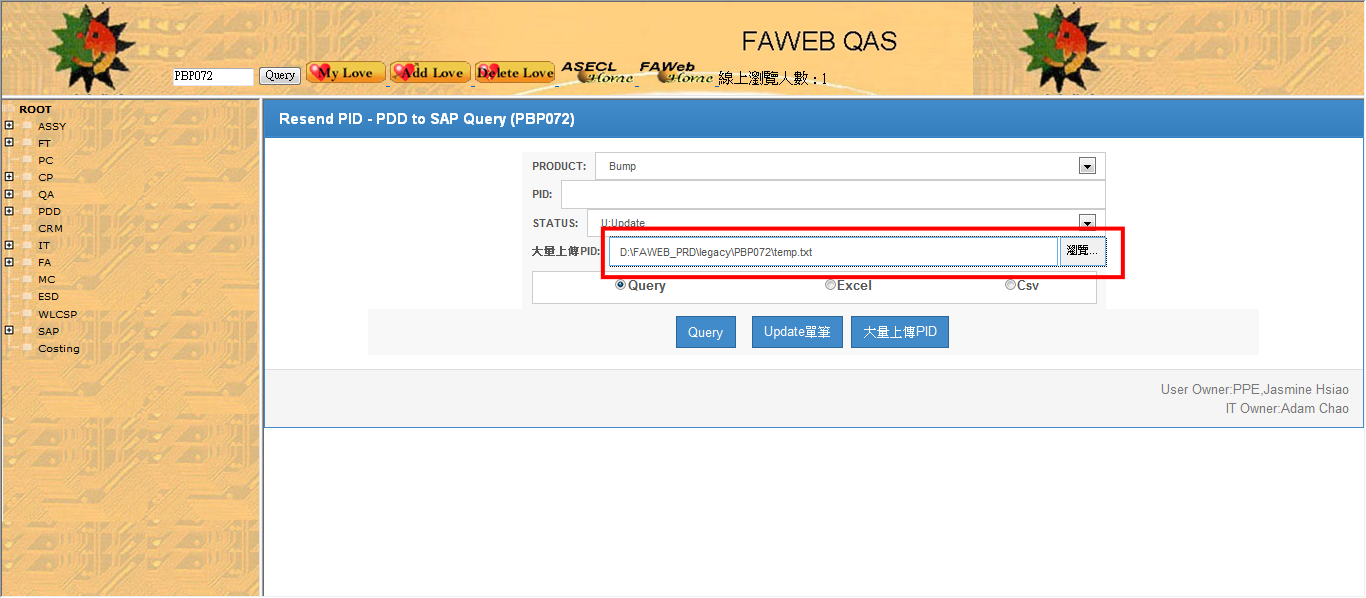 FAWEB QAS
PBP072 Query My Love Add Love Delete Love ASECL Home FAWeb Home 線上瀏覽人數 : 1
ROOT
ASSY
FT
PC
CP
QA
PDD
CRM
IT
FA
MC
ESD
WLCSP
SAP
Costing
Resend PID - PDD to SAP Query (PBP072)
PRODUCT: Bump
PID:
STATUS: U:Update
大量上傳PID: D:\FAWEB_PRD\legacy\PBP072\temp.txt 瀏覽...
Query Excel Csv
Query Update單筆 大量上傳PID
User Owner:PPE,Jasmine Hsiao
IT Owner:Adam Chao